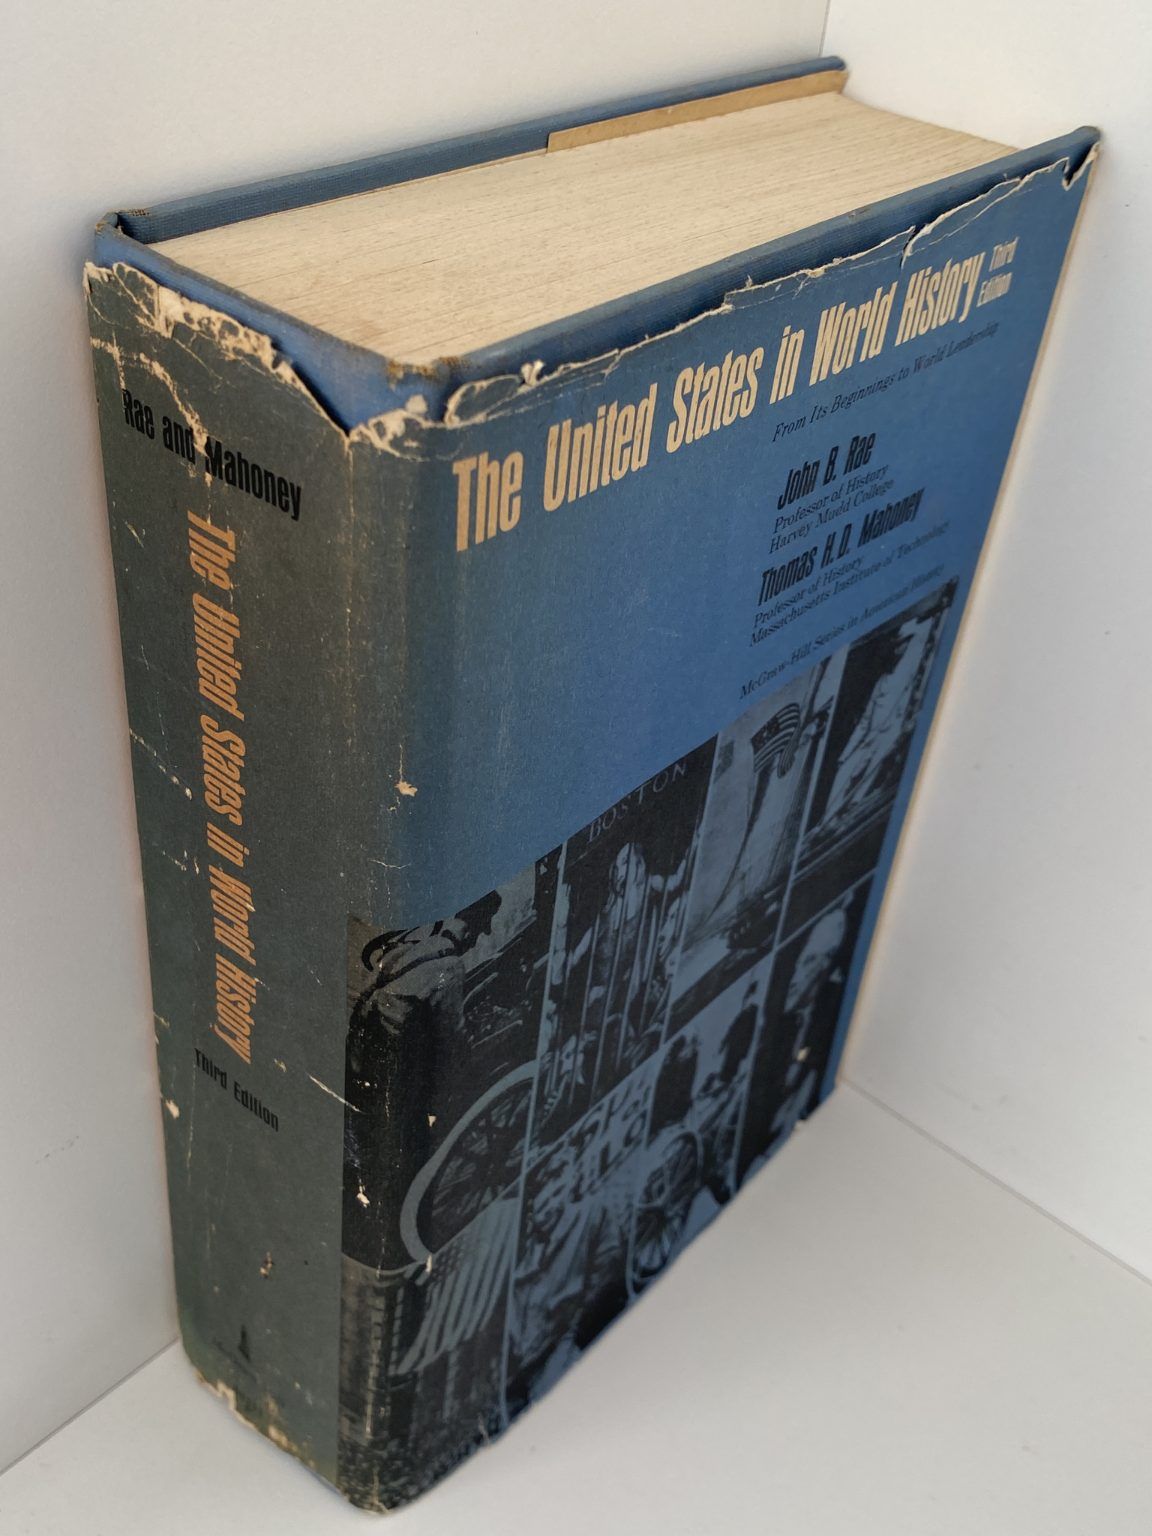 Rae and Mahoney
The United States in World History
Third Edition
The United States in World History
Third
Edition
From Its Beginnings to World Leadership
John B. Rae
Professor of History
Harvey Mudd College
Thomas H. D. Mahoney
Professor of History
Massachusetts Institute of Technology
McGraw-Hill Series in American History
BOSTON